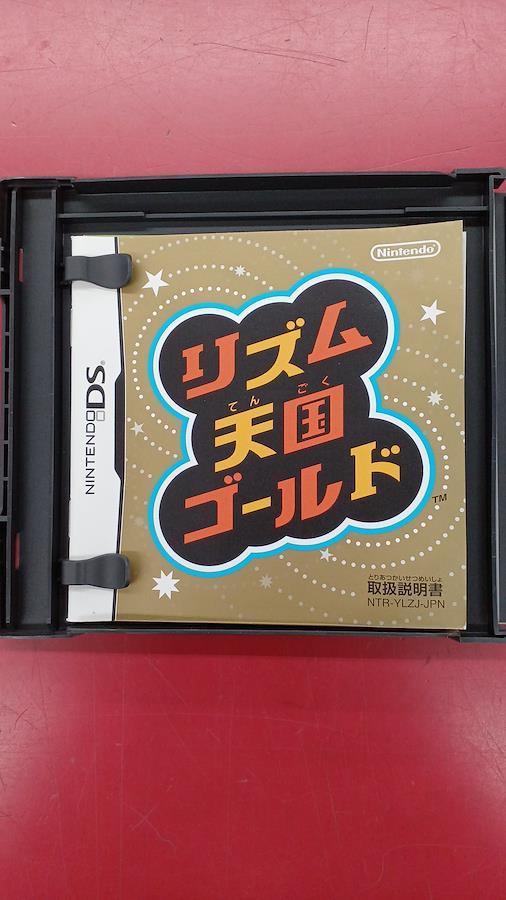 Nintendo
NINTENDO DS
リズム
てんごく
天国
ゴールド
TM
とりあつかいせつめいしょ
取扱説明書
NTR-YLZJ-JPN